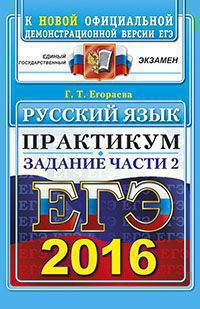 К НОВОЙ ОФИЦИАЛЬНОЙ
ДЕМОНСТРАЦИОННОЙ ВЕРСИИ ЕГЭ
ЕДИНЫЙ
ГОСУДАРСТВЕННЫЙ
ЭКЗАМЕН
Г. Т. Егораева
РУССКИЙ ЯЗЫК
ПРАКТИКУМ
ЗАДАНИЕ ЧАСТИ 2
ЕГЭ
2016